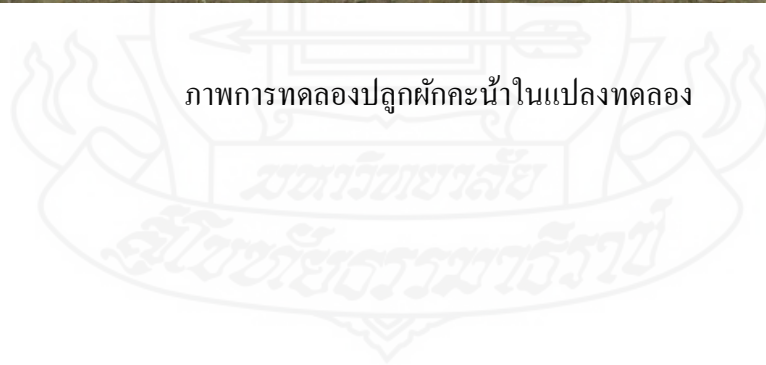 ภาพการทดลองปลูกผักคะน้าในแปลงทดลอง
มหาวิทยาลัย
สุโขทัยธรรมาธิราช